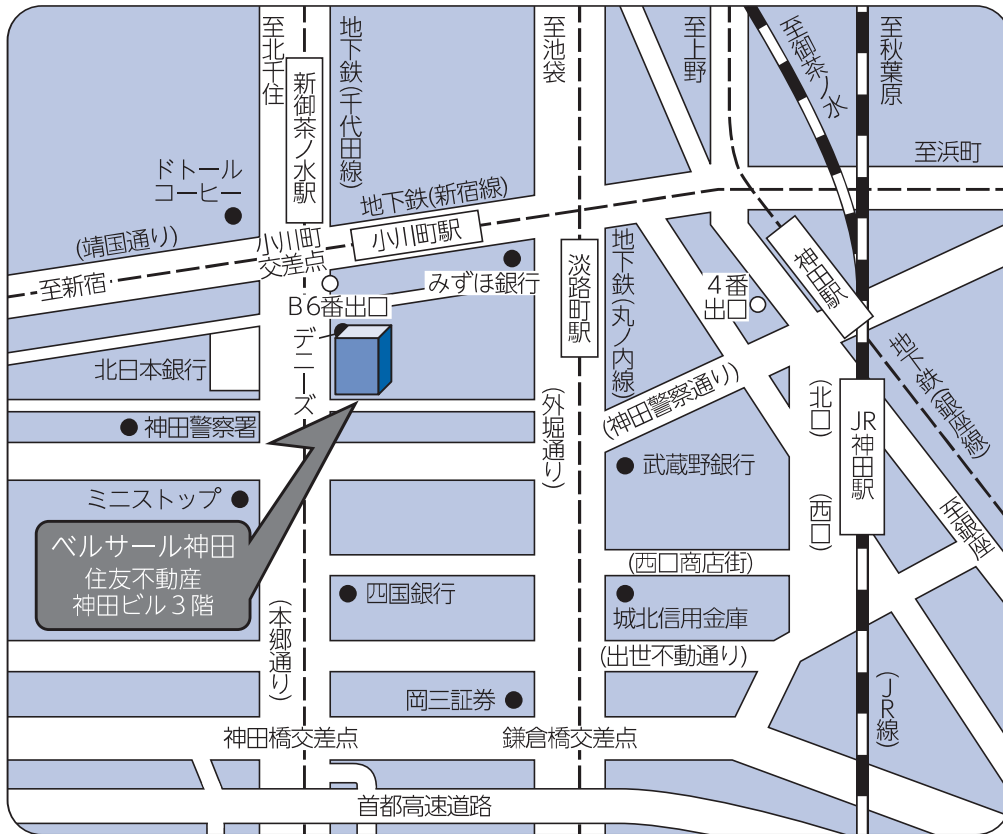 至北千住
地下鉄(千代田線)
至池袋
至上野
至御茶ノ水
至秋葉原
新御茶ノ水駅
至浜町
ドトール
コーヒー
地下鉄(新宿線)
(靖国通り)
小川町
交差点
小川町駅
至新宿
B6番出口
みずほ銀行
淡路町駅
地下鉄(丸ノ内線)
4番
出口
神田駅
デニーズ
北日本銀行
(外堀通り)
(神田警察通り)
(北口)
JR神田駅
地下鉄(銀座線)
神田警察署
武蔵野銀行
(西口)
至銀座
ミニストップ
ベルサール神田
住友不動産
神田ビル3階
(西口商店街)
四国銀行
城北信用金庫
(本郷通り)
(出世不動通り)
岡三証券
(JR線)
神田橋交差点
鎌倉橋交差点
首都高速道路